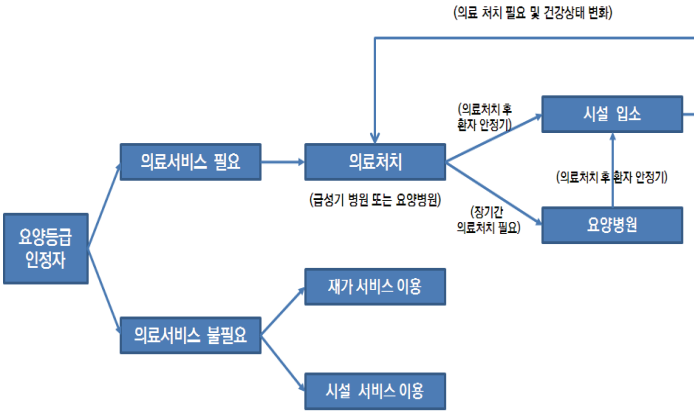 (의료 처치 필요 및 건강상태 변화)
(의료처치 후
환자 안정기)
시설 입소
의료서비스 필요
의료처치
(의료처치 후 환자 안정기)
(급성기 병원 또는 요양병원)
(장기간
의료처치 필요)
요양병원
요양등급
인정자
재가 서비스 이용
의료서비스 불필요
시설 서비스 이용